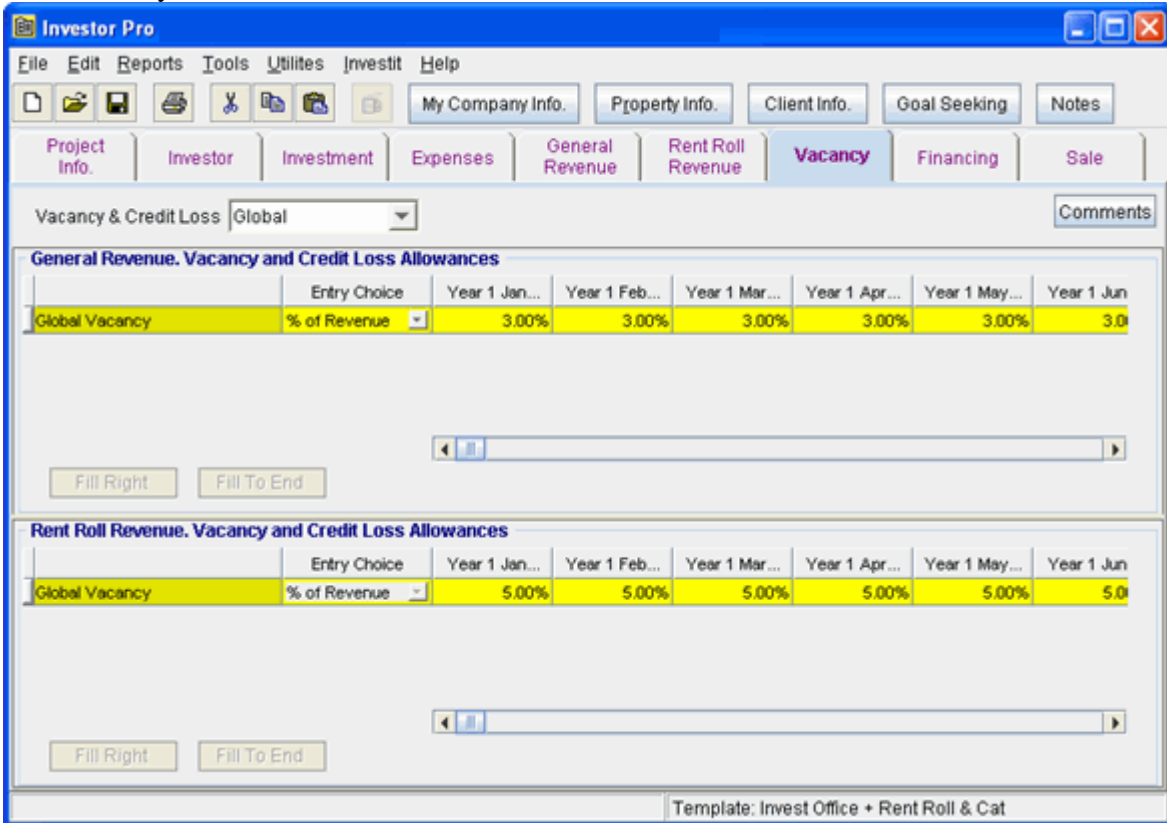 Investor Pro
File Edit Reports Tools Utilites Investit Help
My Company Info. Property Info. Client Info. Goal Seeking Notes
Project Info. Investor Investment Expenses General Revenue Rent Roll Revenue Vacancy Financing Sale
Vacancy & Credit Loss Global Comments
General Revenue. Vacancy and Credit Loss Allowances
Entry Choice Year 1 Jan... Year 1 Feb... Year 1 Mar... Year 1 Apr... Year 1 May... Year 1 Jun
Global Vacancy % of Revenue 3.00% 3.00% 3.00% 3.00% 3.00% 3.0
Fill Right Fill To End
Rent Roll Revenue. Vacancy and Credit Loss Allowances
Entry Choice Year 1 Jan... Year 1 Feb... Year 1 Mar... Year 1 Apr... Year 1 May... Year 1 Jun
Global Vacancy % of Revenue 5.00% 5.00% 5.00% 5.00% 5.00% 5.0
Fill Right Fill To End
Template: Invest Office + Rent Roll & Cat